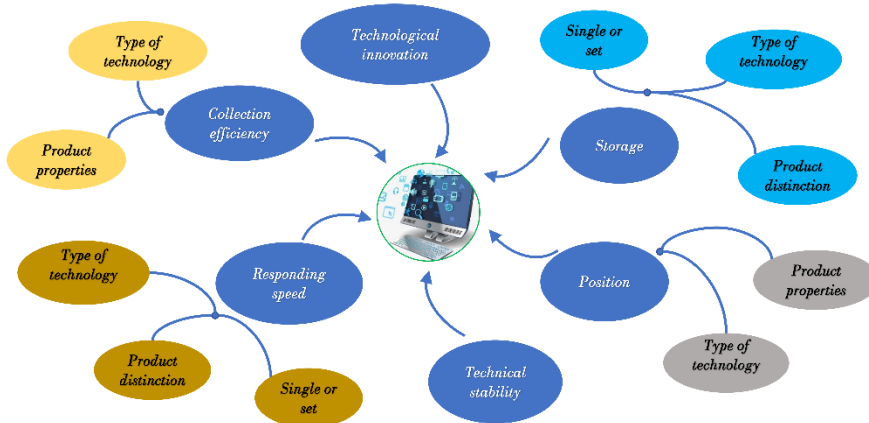 Type of
technology
Product
properties
Collection
efficiency
Technological
innovation
Single or
set
Type of
technology
Product
distinction
Storage
Type of
technology
Product
distinction
Single or
set
Responding
speed
Technical
stability
Position
Product
properties
Type of
technology